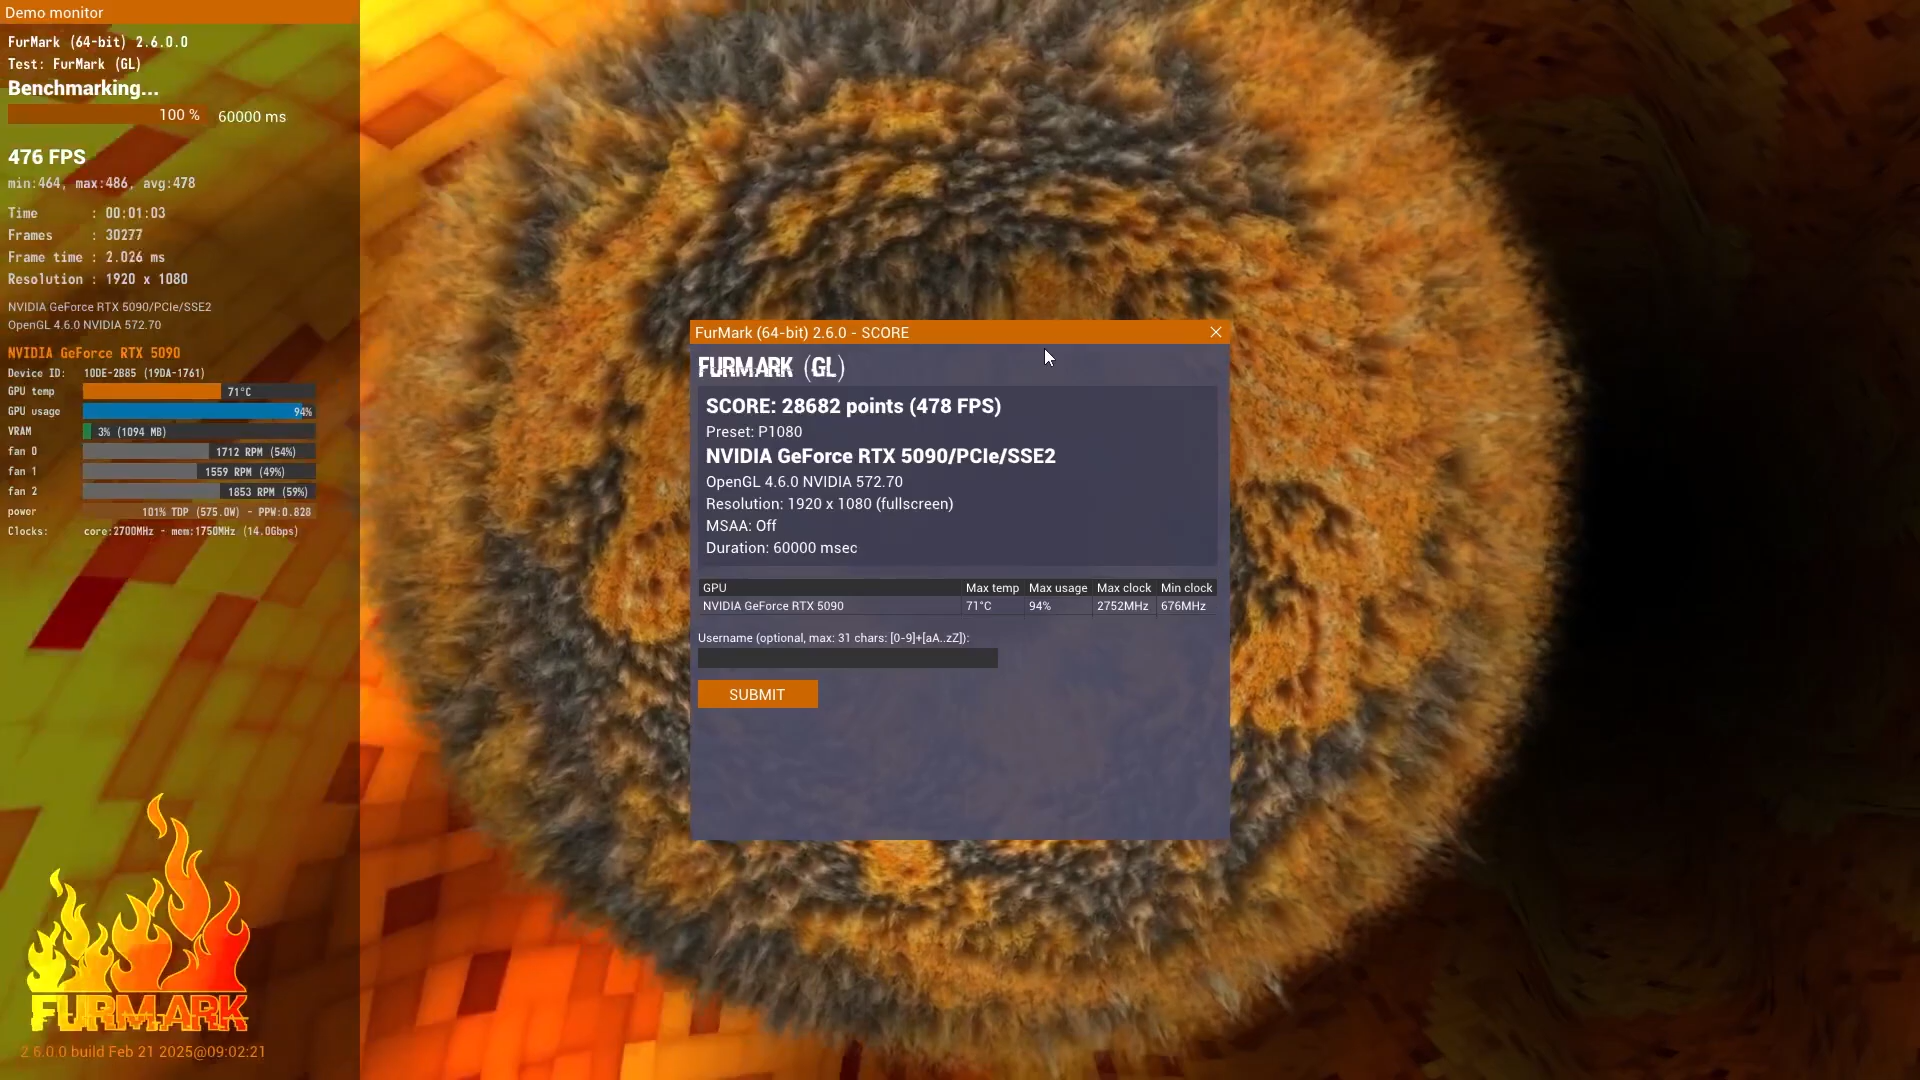 Demo monitor
FurMark (64-bit) 2.6.0.0
Test: FurMark (GL)
Benchmarking...
100 % 60000 ms
476 FPS
min:464, max:486, avg:478
Time : 00:01:03
Frames : 30277
Frame time : 2.026 ms
Resolution : 1920 x 1080
NVIDIA GeForce RTX 5090/PCIe/SSE2
OpenGL 4.6.0 NVIDIA 572.70
NVIDIA GeForce RTX 5090
Device ID: 10DE-2B85 (19DA-1761)
GPU temp 71°C
GPU usage 94%
VRAM 3% (1094 MB)
fan 0 1712 RPM (54%)
fan 1 1559 RPM (49%)
fan 2 1853 RPM (59%)
power 101% TDP (575.0W) - PPW:0.828
Clocks: core:2700MHz - mem:1750MHz (14.0Gbps)
FURMARK
2.6.0.0 build Feb 21 2025@09:02:21
FurMark (64-bit) 2.6.0 - SCORE
FURMARK (GL)
SCORE: 28682 points (478 FPS)
Preset: P1080
NVIDIA GeForce RTX 5090/PCIe/SSE2
OpenGL 4.6.0 NVIDIA 572.70
Resolution: 1920 x 1080 (fullscreen)
MSAA: Off
Duration: 60000 msec
GPU Max temp Max usage Max clock Min clock
NVIDIA GeForce RTX 5090 71°C 94% 2752MHz 676MHz
Username (optional, max: 31 chars: [0-9]+[aA..zZ]):
SUBMIT